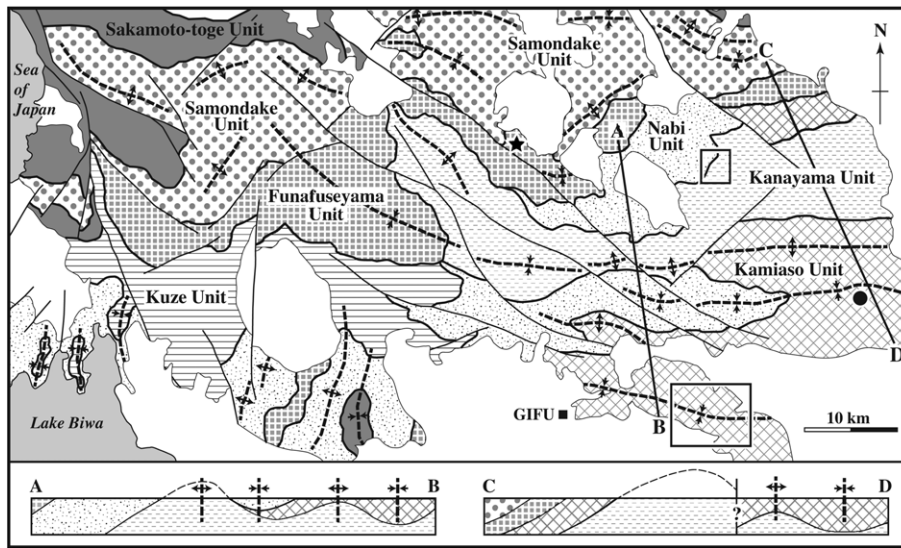 Sakamoto-toge Unit
Sea
of
Japan
Samondake
Unit
Samondake
Unit
N
C
A
Nabi
Unit
Kanayama Unit
Funafuseyama
Unit
Kamiaso Unit
Kuze Unit
D
Lake Biwa
GIFU
B
10 km
A
B
C
D
?